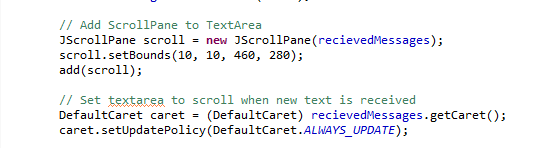 // Add ScrollPane to TextArea
JScrollPane scroll = new JScrollPane(recievedMessages);
scroll.setBounds(10, 10, 460, 280);
add(scroll);
// Set textarea to scroll when new text is received
DefaultCaret caret = (DefaultCaret) recievedMessages.getCaret();
caret.setUpdatePolicy(DefaultCaret.ALWAYS_UPDATE);